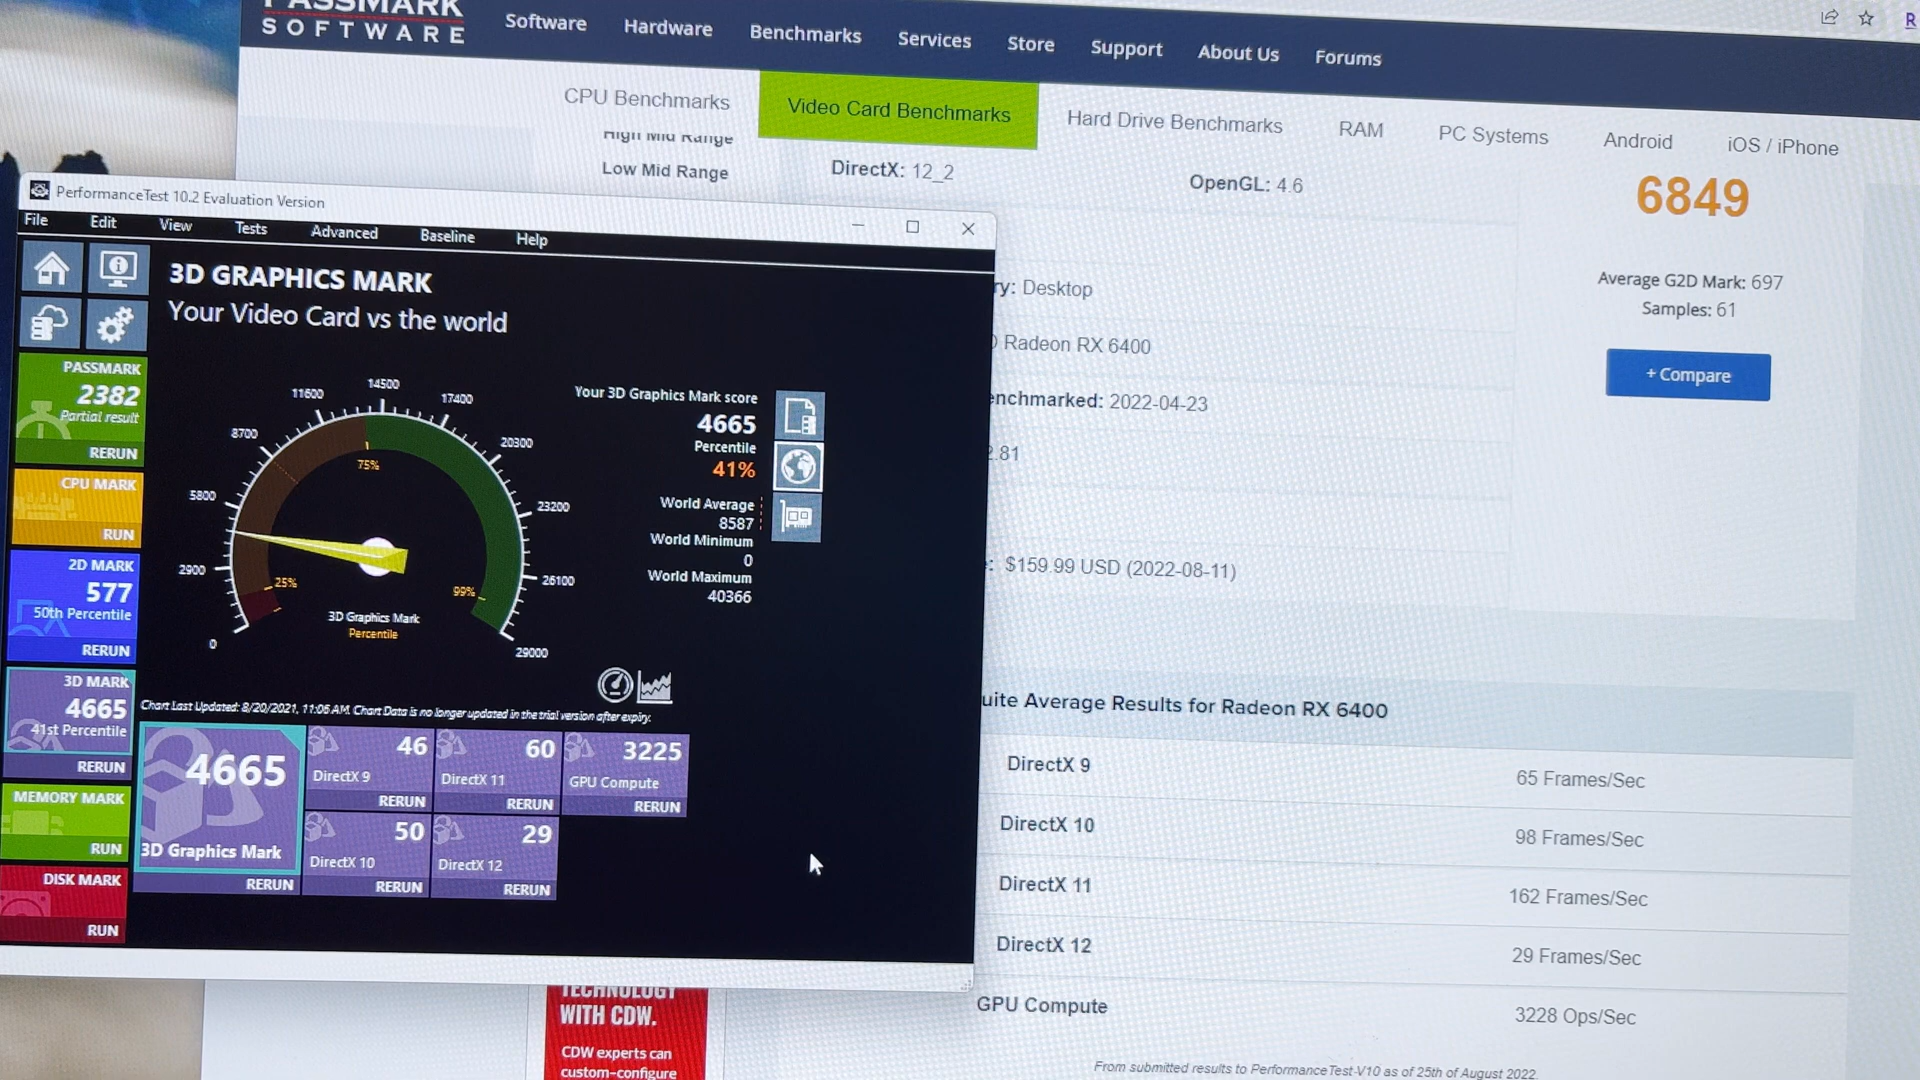 PASSMARK
SOFTWARE
Software Hardware Benchmarks Services Store Support About Us Forums
R
CPU Benchmarks Video Card Benchmarks Hard Drive Benchmarks RAM PC Systems Android iOS / iPhone
High Mid Range
Low Mid Range
DirectX: 12_2
OpenGL: 4.6
6849
Average G2D Mark: 697
Samples: 61
+ Compare
ry: Desktop
Radeon RX 6400
enchmarked: 2022-04-23
2.81
: $159.99 USD (2022-08-11)
uite Average Results for Radeon RX 6400
DirectX 9 65 Frames/Sec
DirectX 10 98 Frames/Sec
DirectX 11 162 Frames/Sec
DirectX 12 29 Frames/Sec
GPU Compute 3228 Ops/Sec
From submitted results to PerformanceTest-V10 as of 25th of August 2022.
PerformanceTest 10.2 Evaluation Version
File Edit View Tests Advanced Baseline Help
3D GRAPHICS MARK
Your Video Card vs the world
PASSMARK
2382
Partial result
RERUN
CPU MARK
RUN
2D MARK
577
50th Percentile
RERUN
3D MARK
4665
41st Percentile
RERUN
MEMORY MARK
RUN
DISK MARK
RUN
0
2900
5800
8700
11600
14500
17400
20300
23200
26100
29000
25%
75%
99%
3D Graphics Mark
Percentile
Your 3D Graphics Mark score
4665
Percentile
41%
World Average
8587
World Minimum
0
World Maximum
40366
Chart Last Updated: 8/20/2021, 11:05 AM. Chart Data is no longer updated in the trial version after expiry.
4665
3D Graphics Mark
RERUN
46
DirectX 9
RERUN
60
DirectX 11
RERUN
3225
GPU Compute
RERUN
50
DirectX 10
RERUN
29
DirectX 12
RERUN
TECHNOLOGY
WITH CDW.
CDW experts can
custom-configure